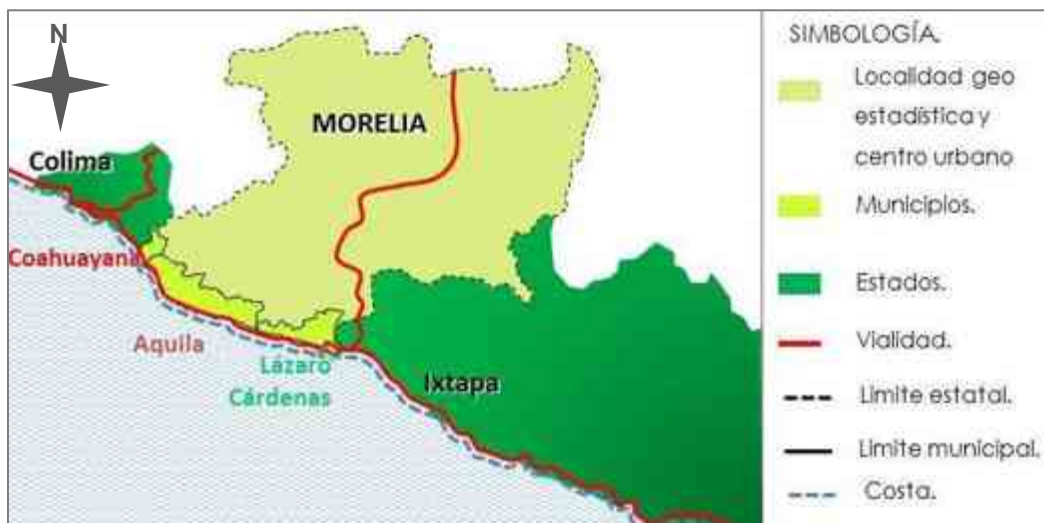 N
MORELIA
Colima
Coahuayana
Aquila
Lázaro
Cárdenas
Ixtapa
SIMBOLOGÍA.
Localidad geo
estadística y
centro urbano
Municipios.
Estados.
Vialidad.
Limite estatal.
Limite municipal.
Costa.